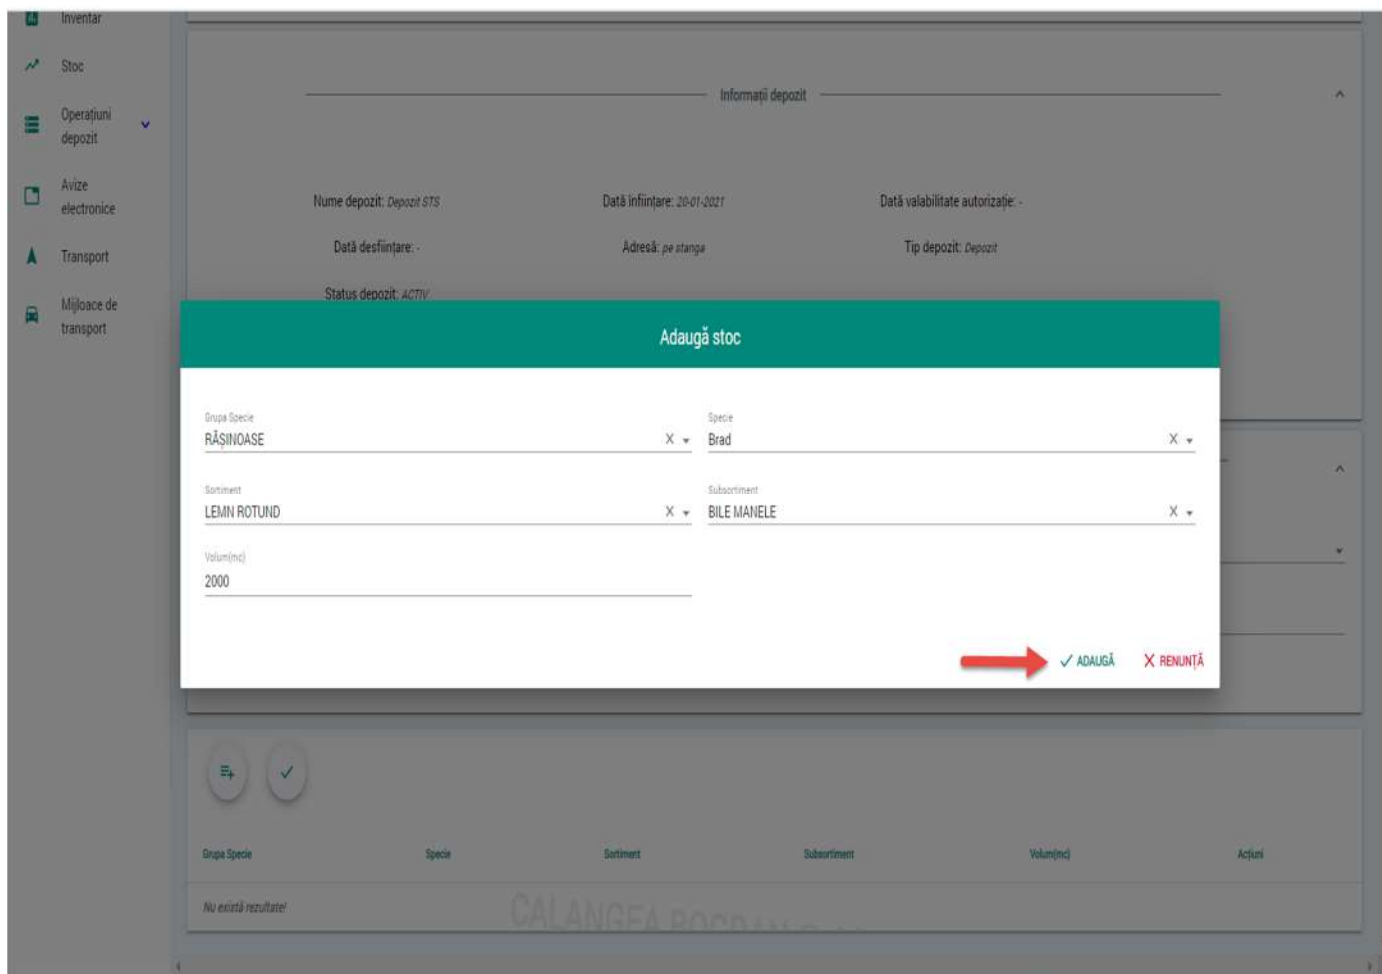 Inventar
Stoc
Operațiuni
depozit
Avize
electronice
Transport
Mijloace de
transport
Informații depozit
Nume depozit: Depozit STS
Dată înființare: 20-01-2021
Dată valabilitate autorizație: -
Dată desființare: -
Adresă: pe stanga
Tip depozit: Depozit
Status depozit: ACTIV
Adaugă stoc
Grupa Specie
RĂȘINOASE
Specie
Brad
Sortiment
LEMN ROTUND
Subsortiment
BILE MANELE
Volum(mc)
2000
ADAUGĂ
RENUNȚĂ
Grupa Specie Specie Sortiment Subsortiment Volum(mc) Acțiuni
Nu există rezultate!
CALANGEA BOGDAN